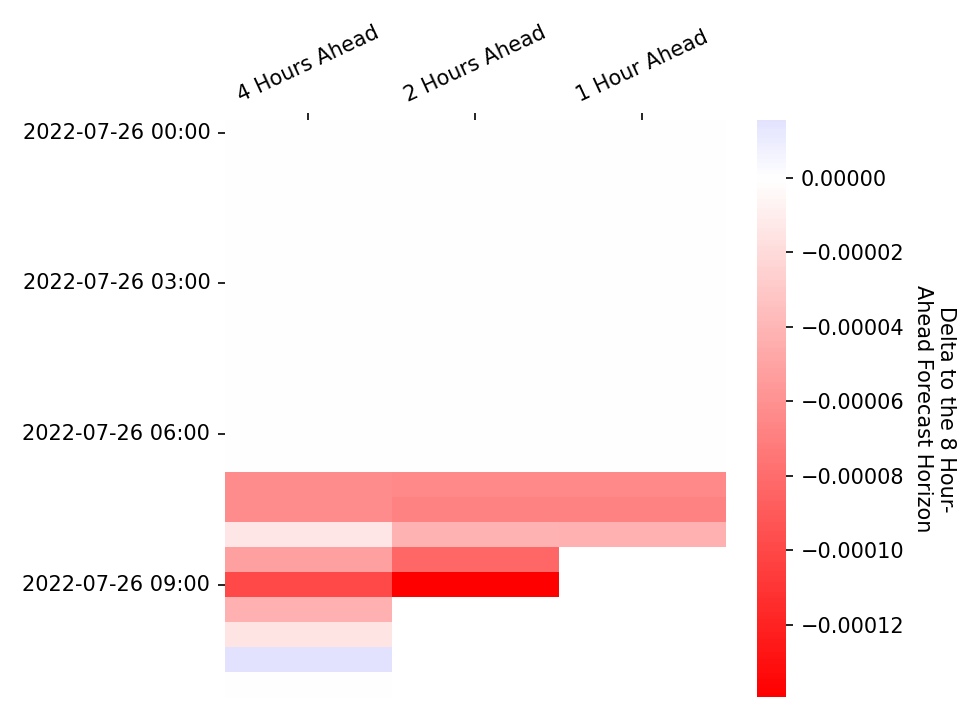 4 Hours Ahead
2 Hours Ahead
1 Hour Ahead
2022-07-26 00:00
2022-07-26 03:00
2022-07-26 06:00
2022-07-26 09:00
0.00000
−0.00002
−0.00004
−0.00006
−0.00008
−0.00010
−0.00012
Delta to the 8 Hour-
Ahead Forecast Horizon